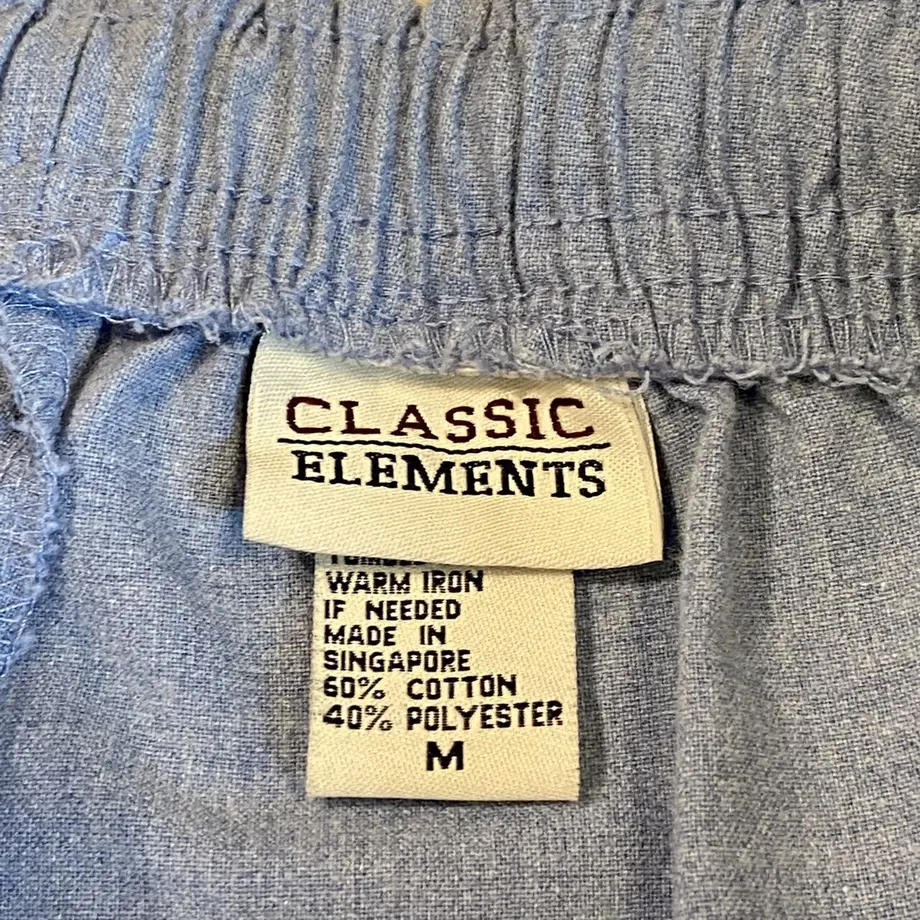 CLASSIC
ELEMENTS
WARM IRON
IF NEEDED
MADE IN
SINGAPORE
60% COTTON
40% POLYESTER
M